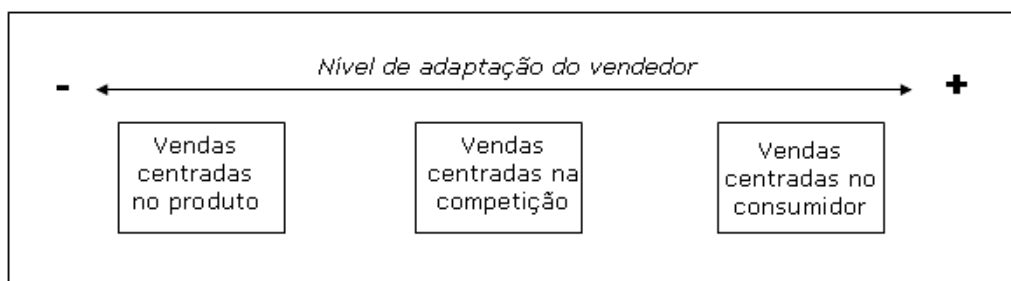 Nível de adaptação do vendedor
- +
Vendas
centradas
no produto
Vendas
centradas na
competição
Vendas
centradas no
consumidor